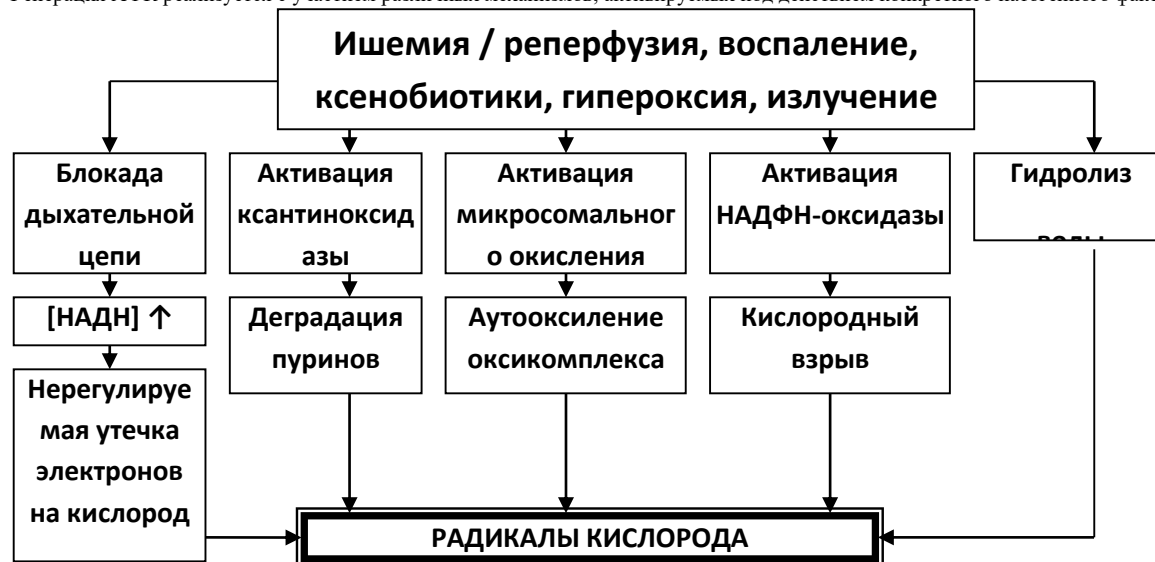 Ишемия / реперфузия, воспаление,
ксенобиотики, гипероксия, излучение
Блокада
дыхательной
цепи
Активация
ксантиноксид
азы
Активация
микросомальног
о окисления
Активация
НАДФН-оксидазы
Гидролиз
[НАДН] ↑
Деградация
пуринов
Аутооксиление
оксикомплекса
Кислородный
взрыв
Нерегулируе
мая утечка
электронов
на кислород
РАДИКАЛЫ КИСЛОРОДА